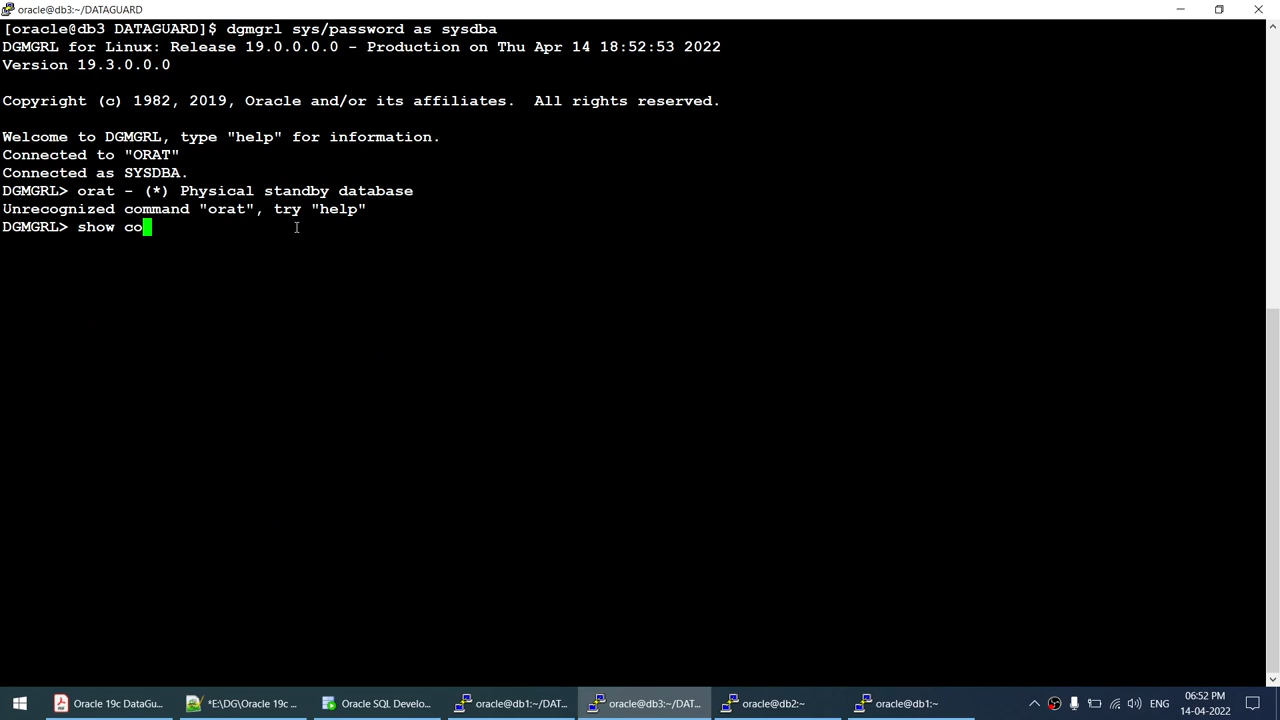 oracle@db3:~/DATAGUARD
[oracle@db3 DATAGUARD]$ dgmgrl sys/password as sysdba
DGMGRL for Linux: Release 19.0.0.0.0 - Production on Thu Apr 14 18:52:53 2022
Version 19.3.0.0.0
Copyright (c) 1982, 2019, Oracle and/or its affiliates.  All rights reserved.
Welcome to DGMGRL, type "help" for information.
Connected to "ORAT"
Connected as SYSDBA.
DGMGRL> orat - (*) Physical standby database
Unrecognized command "orat", try "help"
DGMGRL> show co
Oracle 19c DataGu...
*E:\DG\Oracle 19c ...
Oracle SQL Develo...
oracle@db1:~/DAT...
oracle@db3:~/DAT...
oracle@db2:~
oracle@db1:~
ENG
06:52 PM
14-04-2022